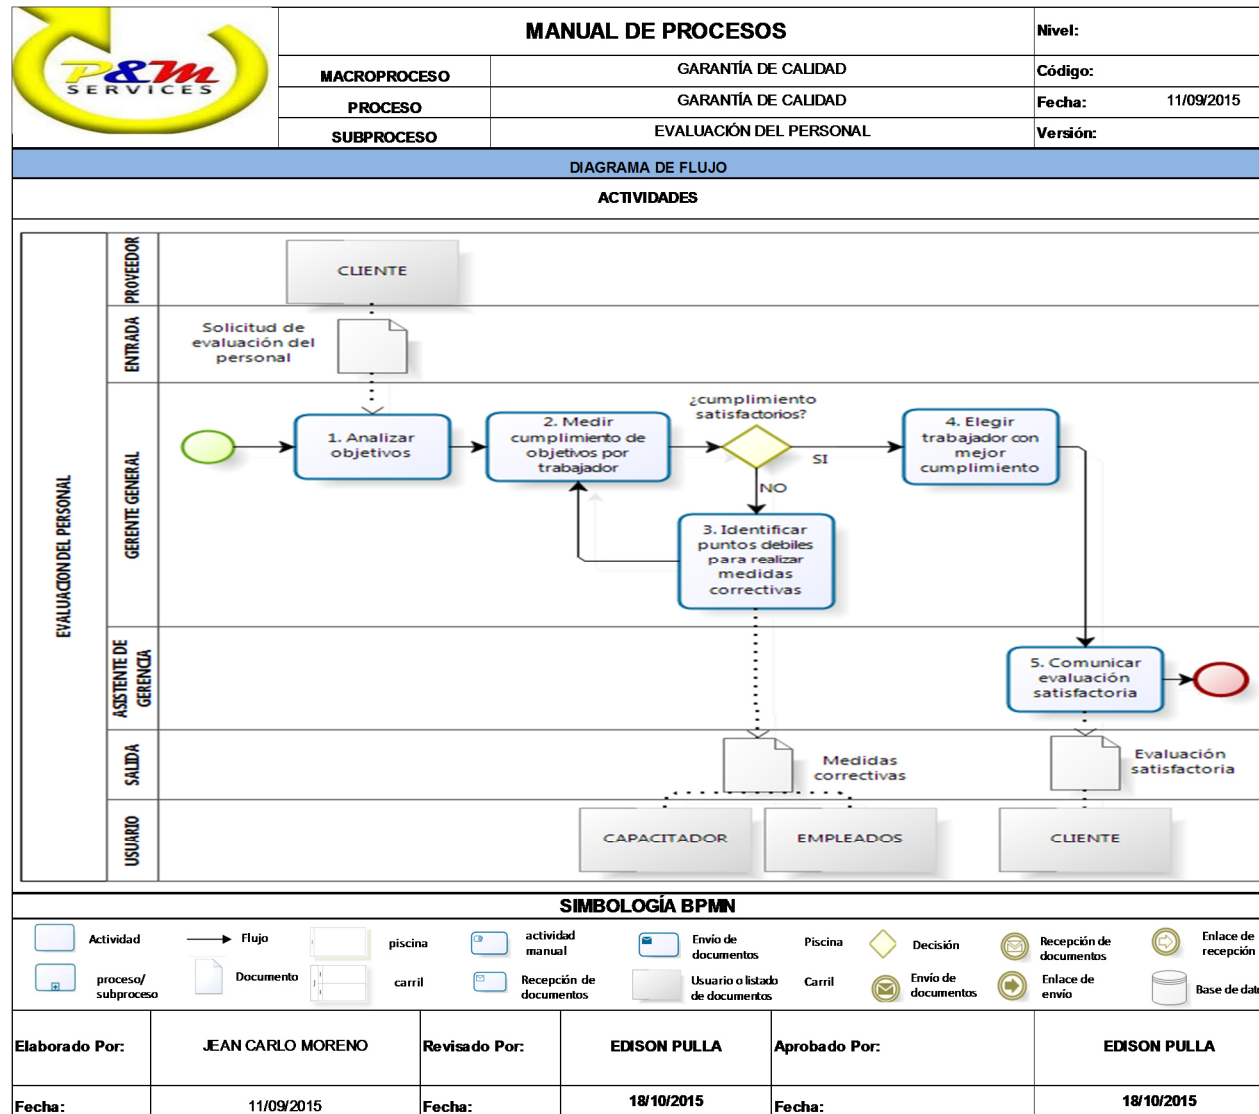 P&M
SERVICES
MANUAL DE PROCESOS
Nivel:
MACROPROCESO
GARANTÍA DE CALIDAD
Código:
PROCESO
GARANTÍA DE CALIDAD
Fecha: 11/09/2015
SUBPROCESO
EVALUACIÓN DEL PERSONAL
Versión:
DIAGRAMA DE FLUJO
ACTIVIDADES
EVALUACION DEL PERSONAL
PROVEEDOR
CLIENTE
ENTRADA
Solicitud de
evaluación del
personal
GERENTE GENERAL
1. Analizar
objetivos
2. Medir
cumplimiento de
objetivos por
trabajador
¿cumplimiento
satisfactorios?
SI
NO
4. Elegir
trabajador con
mejor
cumplimiento
3. Identificar
puntos debiles
para realizar
medidas
correctivas
ASISTENTE DE
GERENCIA
5. Comunicar
evaluación
satisfactoria
SALIDA
Medidas
correctivas
Evaluación
satisfactoria
USUARIO
CAPACITADOR
EMPLEADOS
CLIENTE
SIMBOLOGÍA BPMN
Actividad
Flujo
piscina
actividad
manual
Envío de
documentos
Piscina
Decisión
Recepción de
documentos
Enlace de
recepción
proceso/
subproceso
Documento
carril
Recepción de
documentos
Usuario o listado
de documentos
Carril
Envío de
documentos
Enlace de
envío
Base de dat
Elaborado Por:
JEAN CARLO MORENO
Revisado Por:
EDISON PULLA
Aprobado Por:
EDISON PULLA
Fecha:
11/09/2015
Fecha:
18/10/2015
Fecha:
18/10/2015